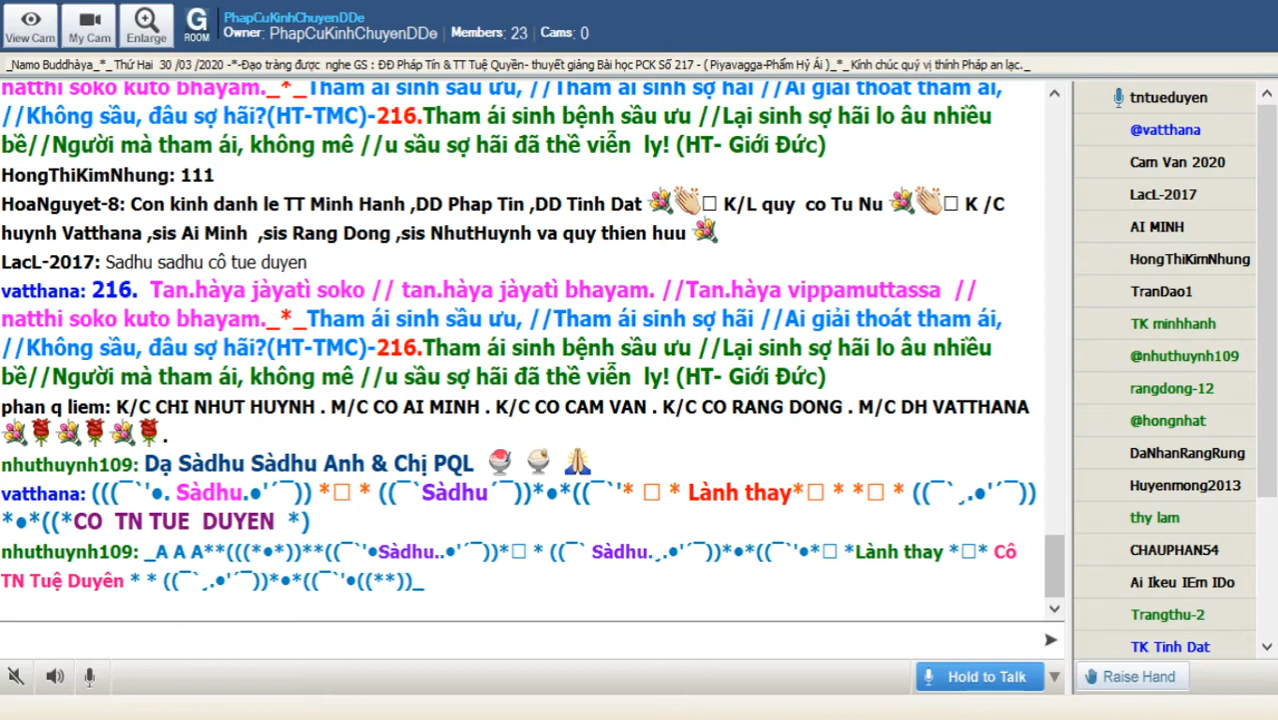 View Cam
My Cam
Enlarge
G
ROOM
PhapCuKinhChuyenDDe
Owner: PhapCuKinhChuyenDDe Members: 23 Cams: 0
_Namo Buddhàya_*_ Thứ Hai 30 /03 /2020 -*-Đạo tràng được nghe GS : ĐĐ Pháp Tín & TT Tuệ Quyền- thuyết giảng Bài học PCK Số 217 - ( Piyavagga-Phẩm Hỷ Ái )_*_ Kính chúc quý vị thính Pháp an lạc._
natthi soko kuto bhayam._*_Tham ái sinh sầu ưu, //Tham ái sinh sợ hãi //Ai giải thoát tham ái,
//Không sầu, đâu sợ hãi?(HT-TMC)-216.Tham ái sinh bệnh sầu ưu //Lại sinh sợ hãi lo âu nhiều
bề//Người mà tham ái, không mê //u sầu sợ hãi đã thề viễn ly! (HT- Giới Đức)
HongThiKimNhung: 111
HoaNguyet-8: Con kinh danh le TT Minh Hanh ,DD Phap Tin ,DD Tinh Dat 💐👏□ K/L quy co Tu Nu 💐👏□ K /C
huynh Vatthana ,sis Ai Minh ,sis Rang Dong ,sis NhutHuynh va quy thien huu 💐
LacL-2017: Sadhu sadhu cô tue duyen
vatthana: 216. Tan.hàya jàyatì soko // tan.hàya jàyatì bhayam. //Tan.hàya vippamuttassa //
natthi soko kuto bhayam._*_Tham ái sinh sầu ưu, //Tham ái sinh sợ hãi //Ai giải thoát tham ái,
//Không sầu, đâu sợ hãi?(HT-TMC)-216.Tham ái sinh bệnh sầu ưu //Lại sinh sợ hãi lo âu nhiều
bề//Người mà tham ái, không mê //u sầu sợ hãi đã thề viễn ly! (HT- Giới Đức)
phan q liem: K/C CHI NHUT HUYNH . M/C CO AI MINH . K/C CO CAM VAN . K/C CO RANG DONG . M/C DH VATTHANA
💐🌹💐🌹💐🌹.
nhuthuynh109: Dạ Sàdhu Sàdhu Anh & Chị PQL 🍧 🍨 🙏
vatthana: (((¯`'●. Sàdhu.●'´¯)) *□ * ((¯`Sàdhu´¯))*●*((¯`'* □ * Lành thay*□ * *□ * ((¯`¸.●'´¯))
*●*((*CO TN TUE DUYEN *)
nhuthuynh109: _A A A**(((*●*))**((¯`'●Sàdhu..●'´¯))*□ * ((¯` Sàdhu.¸.●'´¯))*●*((¯`'●*□ *Lành thay *□* Cô
TN Tuệ Duyên * * ((¯`¸.●'´¯))*●*((¯`'●((**))_
Hold to Talk
tntueduyen
@vatthana
Cam Van 2020
LacL-2017
AI MINH
HongThiKimNhung
TranDao1
TK minhhanh
@nhuthuynh109
rangdong-12
@hongnhat
DaNhanRangRung
Huyenmong2013
thy lam
CHAUPHAN54
Ai Ikeu IEm IDo
Trangthu-2
TK Tinh Dat
Raise Hand